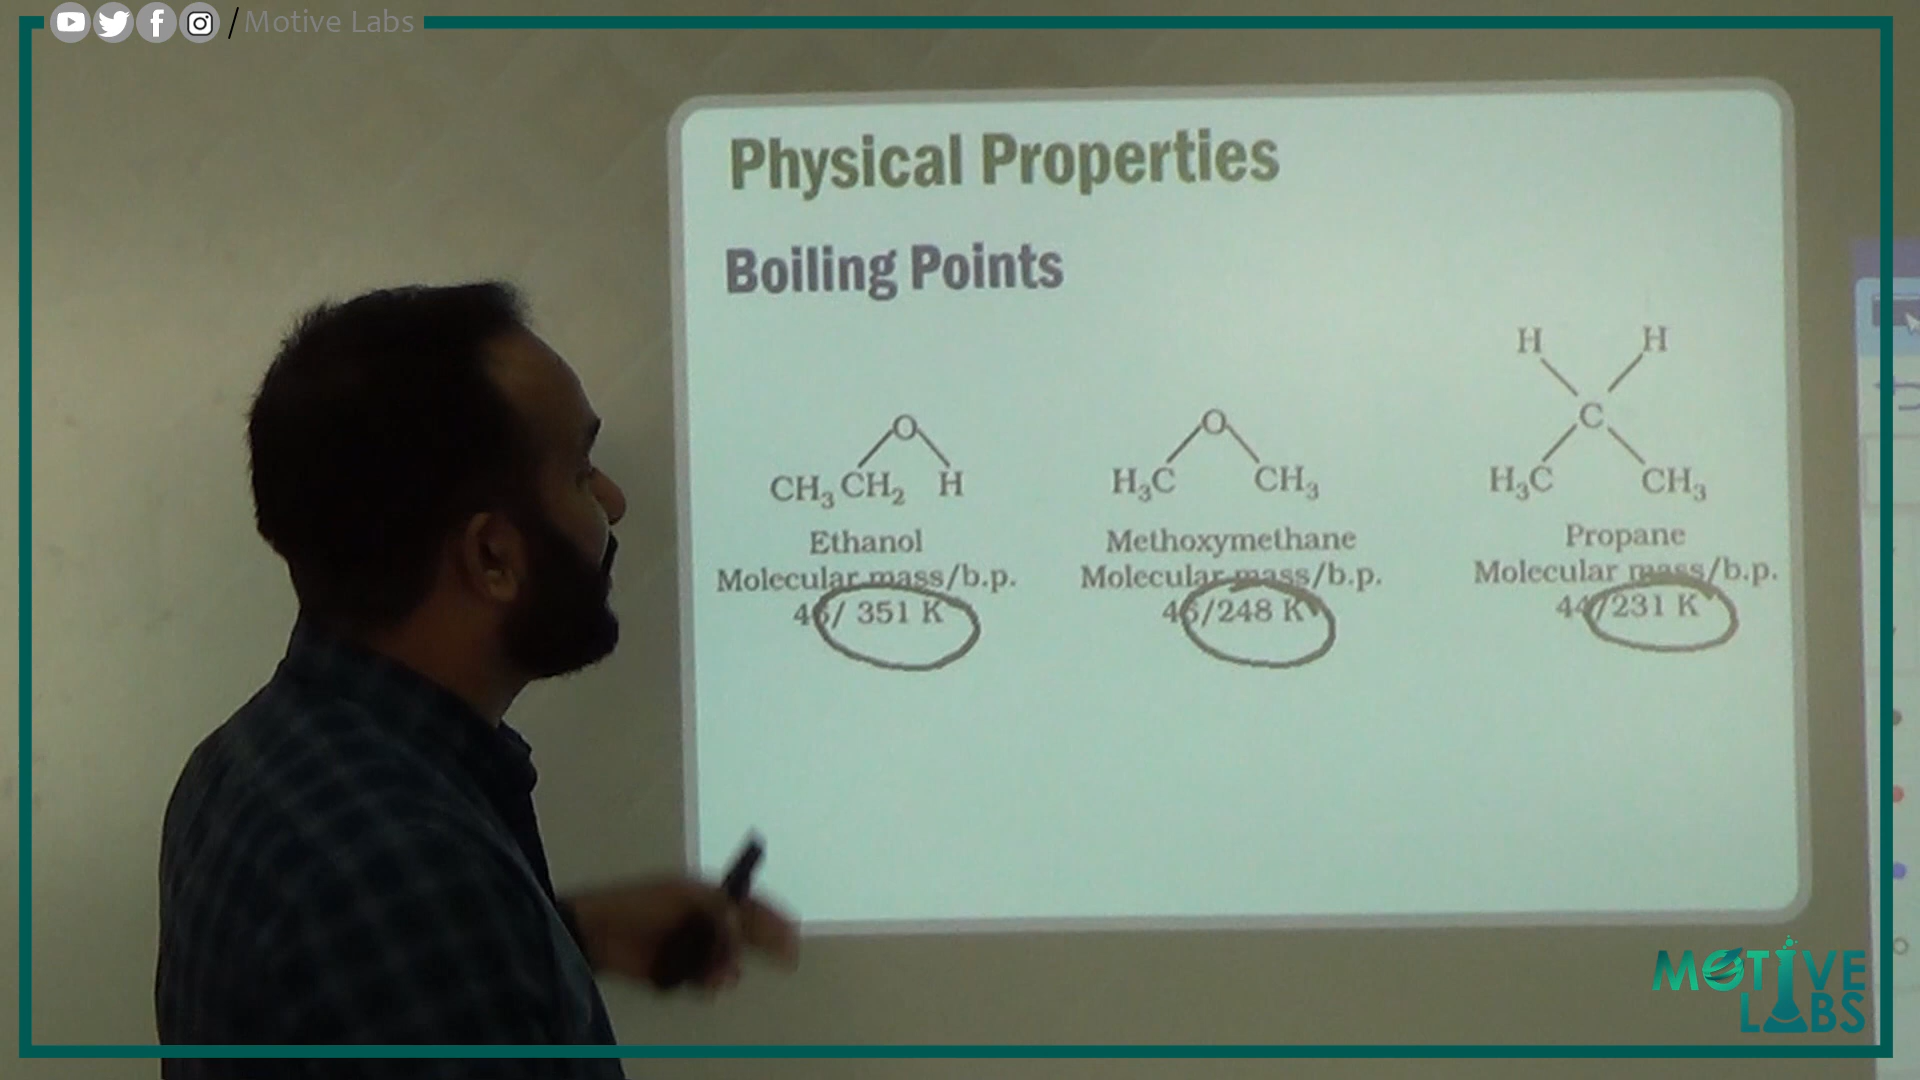 / Motive Labs
Physical Properties
Boiling Points
H H
C
O O
CH₃ CH₂ H H₃C CH₃ H₃C CH₃
Ethanol Methoxymethane Propane
Molecular mass/b.p. Molecular mass/b.p. Molecular mass/b.p.
46/ 351 K 46/248 K 44/231 K
MOTIVE
LABS